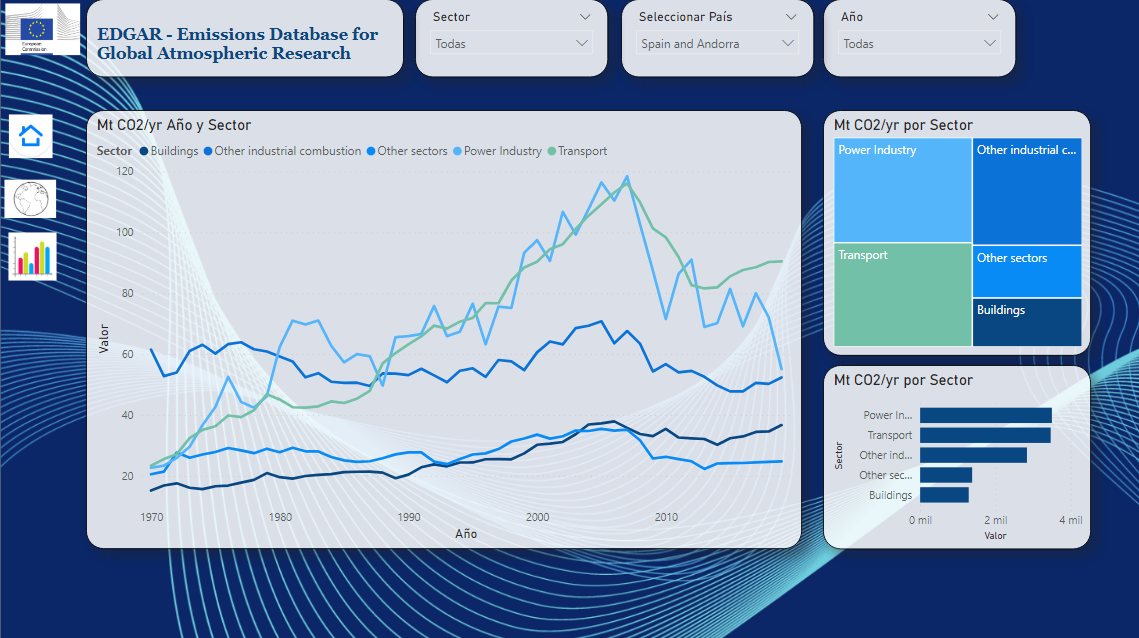 European
Commission
EDGAR - Emissions Database for
Global Atmospheric Research
Sector
Todas
Seleccionar País
Spain and Andorra
Año
Todas
Mt CO2/yr Año y Sector
Sector Buildings Other industrial combustion Other sectors Power Industry Transport
120
100
80
60
40
20
Valor
1970 1980 1990 2000 2010
Año
Mt CO2/yr por Sector
Power Industry
Other industrial c...
Transport
Other sectors
Buildings
Mt CO2/yr por Sector
Sector
Power In...
Transport
Other ind...
Other sec...
Buildings
0 mil 2 mil 4 mil
Valor